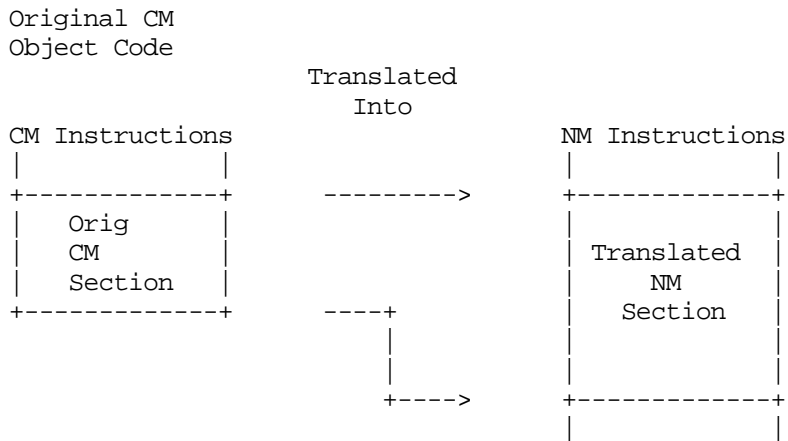 Original CM
Object Code
Translated
Into
CM Instructions NM Instructions
Orig
CM Translated
Section NM
Section